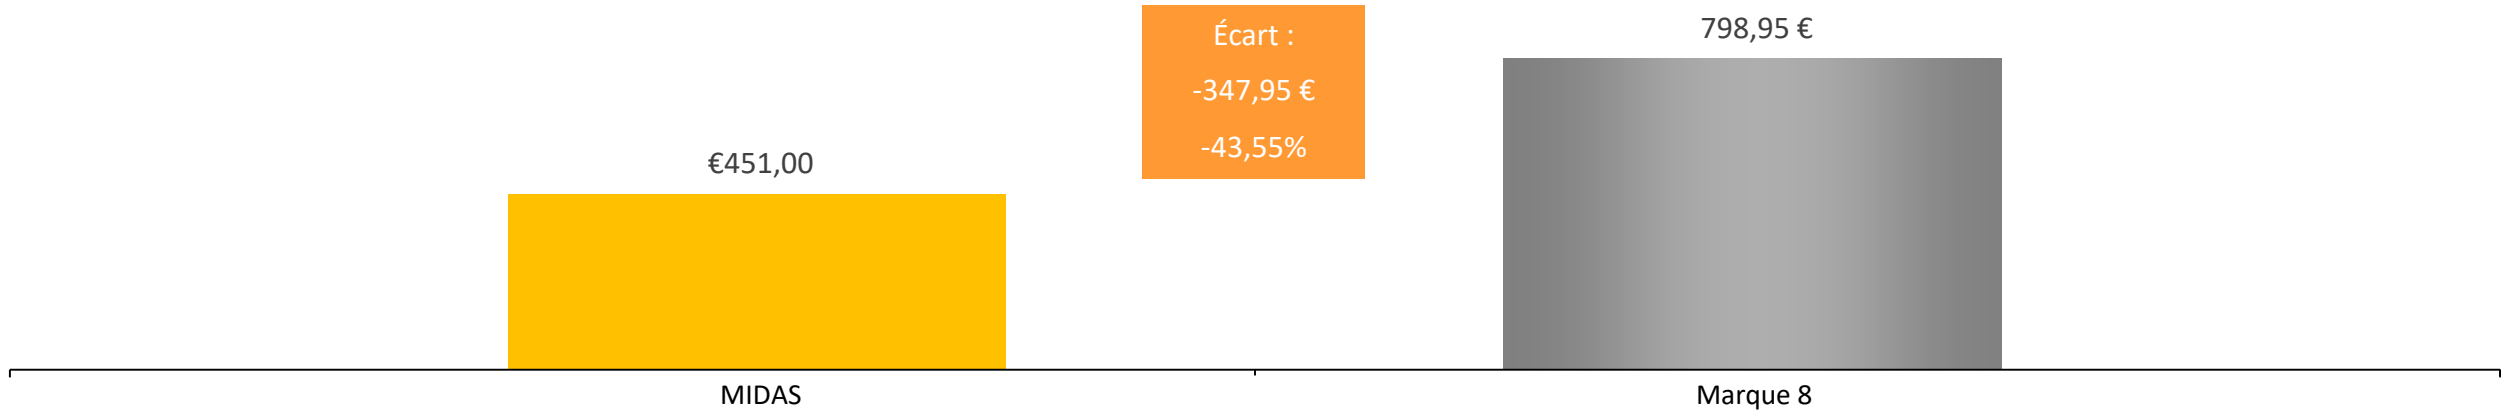 Écart :
-347,95 €
-43,55%
798,95 €
€451,00
MIDAS
Marque 8